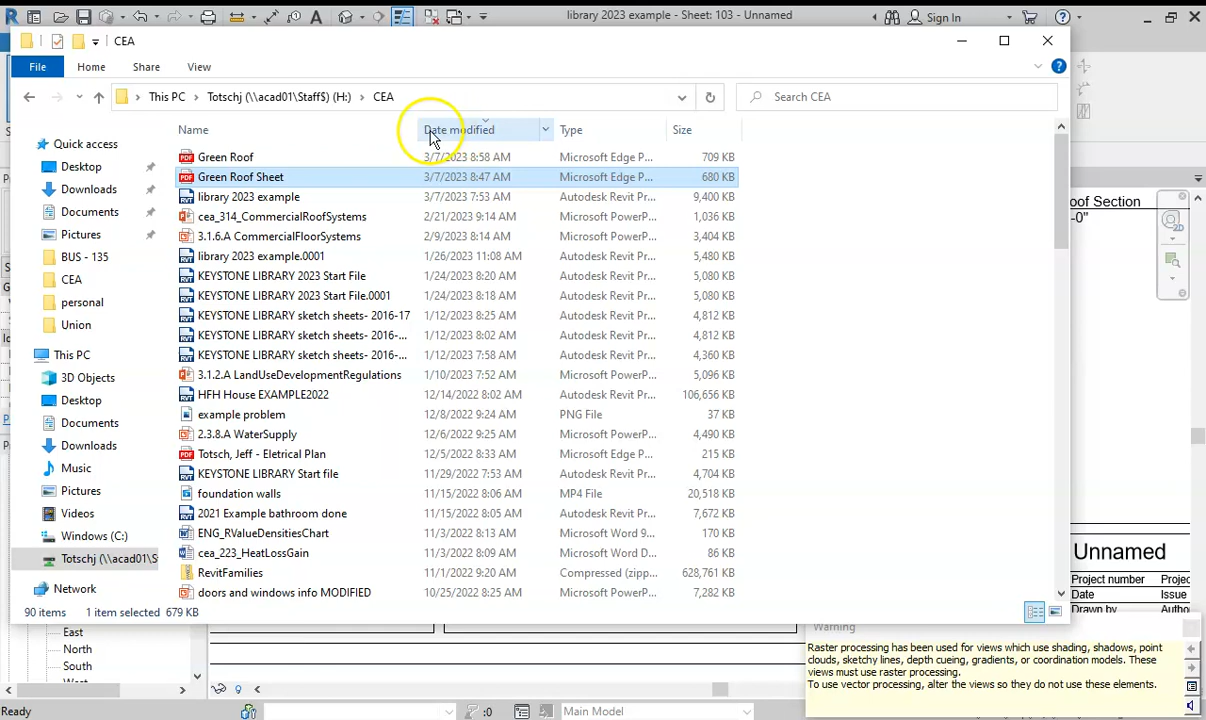 library 2023 example - Sheet: 103 - Unnamed
Sign In
CEA
File Home Share View
This PC Totschj (\\acad01\Staff$) (H:) CEA
Search CEA
Name Date modified Type Size
Quick access
Desktop
Downloads
Documents
Pictures
BUS - 135
CEA
personal
Union
This PC
3D Objects
Desktop
Documents
Downloads
Music
Pictures
Videos
Windows (C:)
Totschj (\\acad01\S
Network
Green Roof 3/7/2023 8:58 AM Microsoft Edge P... 709 KB
Green Roof Sheet 3/7/2023 8:47 AM Microsoft Edge P... 680 KB
library 2023 example 3/7/2023 7:53 AM Autodesk Revit Pr... 9,400 KB
cea_314_CommercialRoofSystems 2/21/2023 9:14 AM Microsoft PowerP... 1,036 KB
3.1.6.A CommercialFloorSystems 2/9/2023 8:14 AM Microsoft PowerP... 3,404 KB
library 2023 example.0001 1/26/2023 11:08 AM Autodesk Revit Pr... 5,480 KB
KEYSTONE LIBRARY 2023 Start File 1/24/2023 8:20 AM Autodesk Revit Pr... 5,080 KB
KEYSTONE LIBRARY 2023 Start File.0001 1/24/2023 8:18 AM Autodesk Revit Pr... 5,080 KB
KEYSTONE LIBRARY sketch sheets- 2016-17 1/12/2023 8:25 AM Autodesk Revit Pr... 4,812 KB
KEYSTONE LIBRARY sketch sheets- 2016-... 1/12/2023 8:02 AM Autodesk Revit Pr... 4,812 KB
KEYSTONE LIBRARY sketch sheets- 2016-... 1/12/2023 7:58 AM Autodesk Revit Pr... 4,360 KB
3.1.2.A LandUseDevelopmentRegulations 1/10/2023 7:52 AM Microsoft PowerP... 5,096 KB
HFH House EXAMPLE2022 12/14/2022 8:02 AM Autodesk Revit Pr... 106,656 KB
example problem 12/8/2022 9:24 AM PNG File 37 KB
2.3.8.A WaterSupply 12/6/2022 9:25 AM Microsoft PowerP... 4,490 KB
Totsch, Jeff - Eletrical Plan 12/5/2022 8:33 AM Microsoft Edge P... 215 KB
KEYSTONE LIBRARY Start file 11/29/2022 7:53 AM Autodesk Revit Pr... 4,704 KB
foundation walls 11/15/2022 8:06 AM MP4 File 20,518 KB
2021 Example bathroom done 11/15/2022 8:05 AM Autodesk Revit Pr... 7,672 KB
ENG_RValueDensitiesChart 11/3/2022 8:13 AM Microsoft Word 9... 170 KB
cea_223_HeatLossGain 11/3/2022 8:09 AM Microsoft Word D... 86 KB
RevitFamilies 11/1/2022 9:20 AM Compressed (zipp... 628,761 KB
doors and windows info MODIFIED 10/25/2022 8:25 AM Microsoft PowerP... 7,282 KB
90 items 1 item selected 679 KB
oof Section
-0"
2D
Unnamed
Project number Projec
Date Issue
Drawn by Autho
East
North
South
West
Warning
Raster processing has been used for views which use shading, shadows, point
clouds, sketchy lines, depth cueing, gradients, or coordination models. These
views must use raster processing.
To use vector processing, alter the views so they do not use these elements.
Ready
:0
Main Model